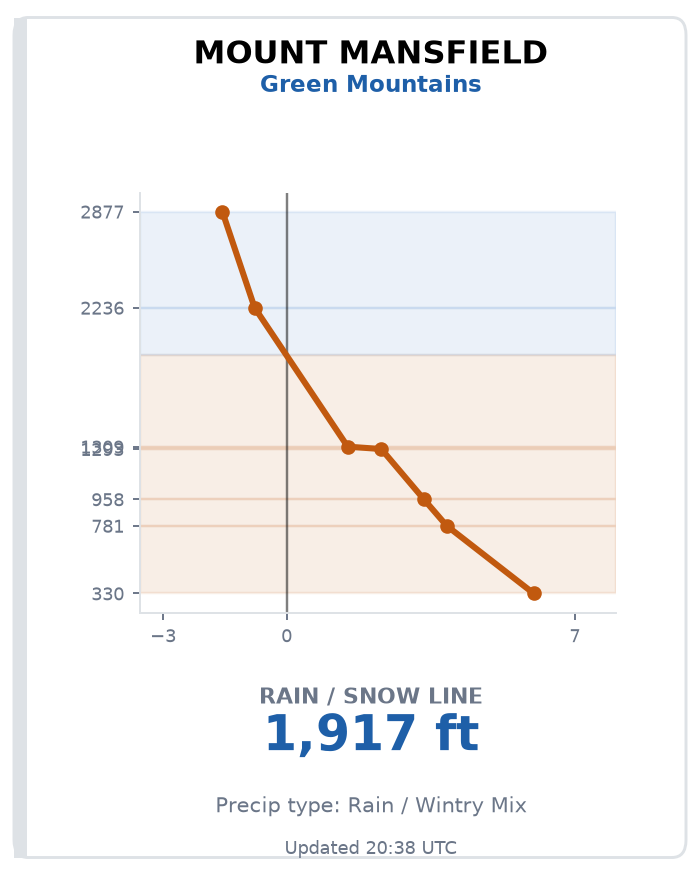 MOUNT MANSFIELD
Green Mountains
2877
2236
958
781
330
−3 0 7
RAIN / SNOW LINE
1,917 ft
Precip type: Rain / Wintry Mix
Updated 20:38 UTC